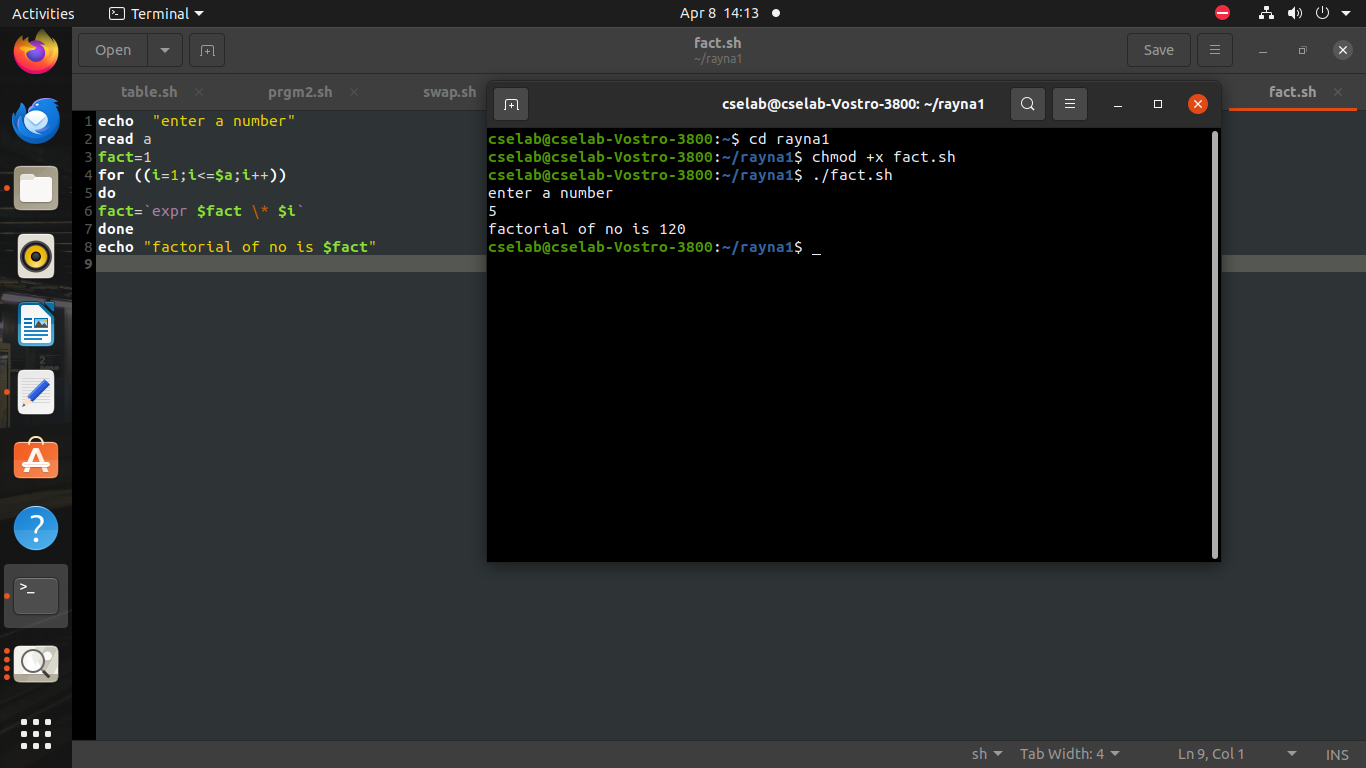 Activities Terminal Apr 8 14:13
Open fact.sh Save
~/rayna1
table.sh prgm2.sh swap.sh fact.sh
1 echo  "enter a number"
2 read a
3 fact=1
4 for ((i=1;i<=$a;i++))
5 do
6 fact=`expr $fact \* $i`
7 done
8 echo "factorial of no is $fact"
9
cselab@cselab-Vostro-3800: ~/rayna1
cselab@cselab-Vostro-3800:~$ cd rayna1
cselab@cselab-Vostro-3800:~/rayna1$ chmod +x fact.sh
cselab@cselab-Vostro-3800:~/rayna1$ ./fact.sh
enter a number
5
factorial of no is 120
cselab@cselab-Vostro-3800:~/rayna1$ _
sh Tab Width: 4 Ln 9, Col 1 INS